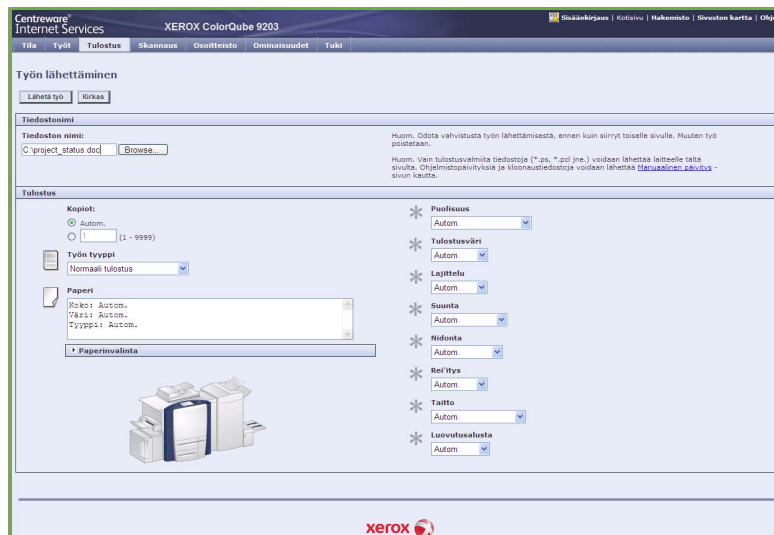 Centreware®
Internet Services
XEROX ColorQube 9203
Sisäänkirjaus | Kotisivu | Hakemisto | Sivuston kartta | Ohje
Tila Työt Tulostus Skannaus Osoitteisto Ominaisuudet Tuki
Työn lähettäminen
Lähetä työ Kirkas
Tiedostonimi
Tiedoston nimi:
C:\project_status.doc Browse...
Huom. Odota vahvistusta työn lähettämisestä, ennen kuin siirryt toiselle sivulle. Muuten työ
poistetaan.
Huom. Vain tulostusvalmiita tiedostoja (*.ps, *.pcl jne.) voidaan lähettää laitteelle tältä
sivulta. Ohjelmistopäivityksiä ja kloonaustiedostoja voidaan lähettää Manuaalinen päivitys -
sivun kautta.
Tulostus
Kopiot:
Autom.
1 (1 - 9999)
Työn tyyppi
Normaali tulostus
Paperi
Koko: Autom.
Väri: Autom.
Tyyppi: Autom.
Paperinvalinta
Puolisuus
Autom.
Tulostusväri
Autom.
Lajittelu
Autom.
Suunta
Autom.
Nidonta
Autom.
Rei'itys
Autom.
Taitto
Autom.
Luovutusalusta
Autom.
xerox